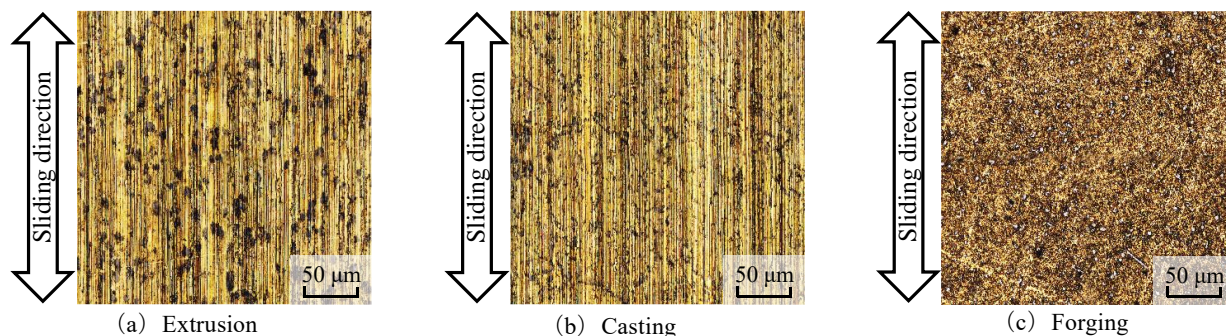 Sliding direction
50 μm
(a) Extrusion
Sliding direction
50 μm
(b) Casting
Sliding direction
50 μm
(c) Forging